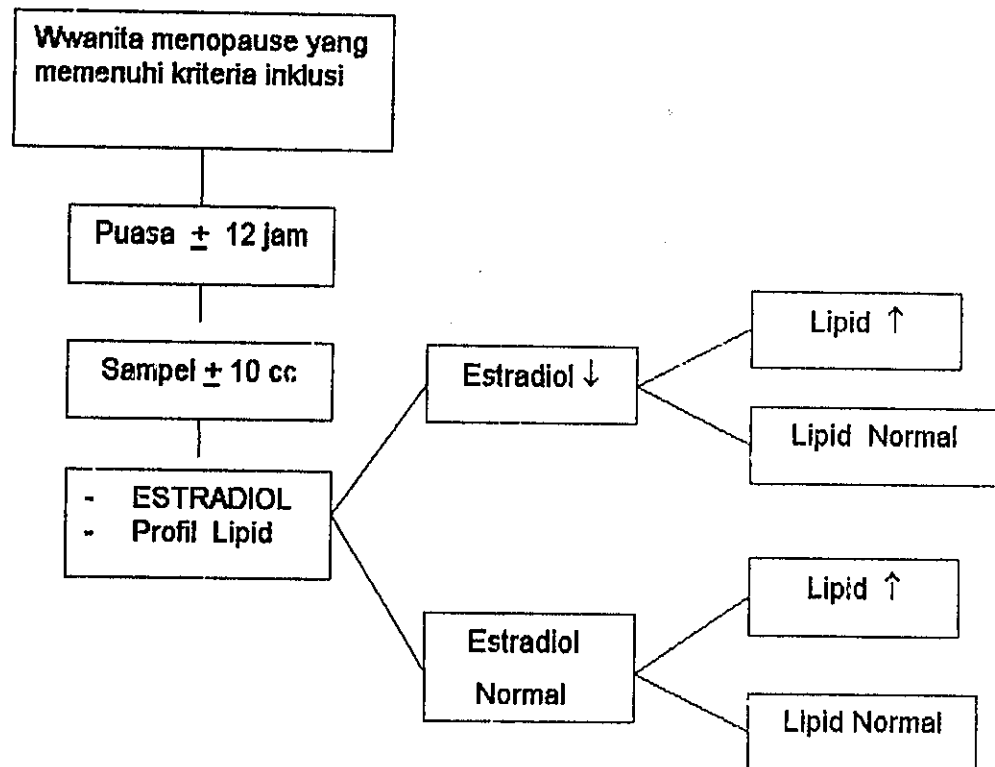 Wwanita menopause yang
memenuhi kriteria inklusi
Puasa ± 12 jam
Sampel ± 10 cc
- ESTRADIOL
- Profil Lipid
Estradiol ↓
Lipid ↑
Lipid Normal
Estradiol
Normal
Lipid ↑
Lipid Normal